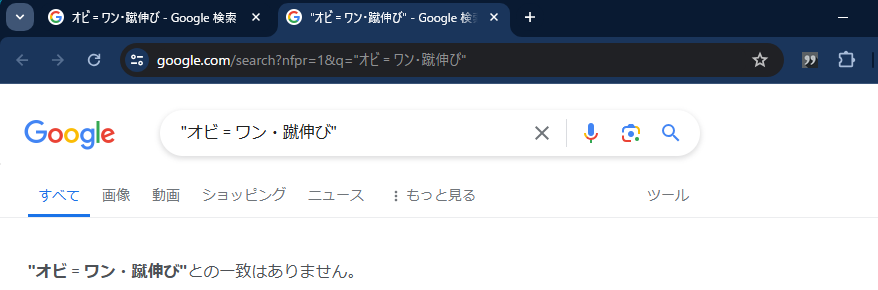 オビ = ワン・蹴伸び - Google 検索
"オビ = ワン・蹴伸び" - Google 検
google.com/search?nfpr=1&q="オビ = ワン・蹴伸び"
Google
"オビ = ワン・蹴伸び"
すべて 画像 動画 ショッピング ニュース もっと見る ツール
"オビ = ワン・蹴伸び"との一致はありません。